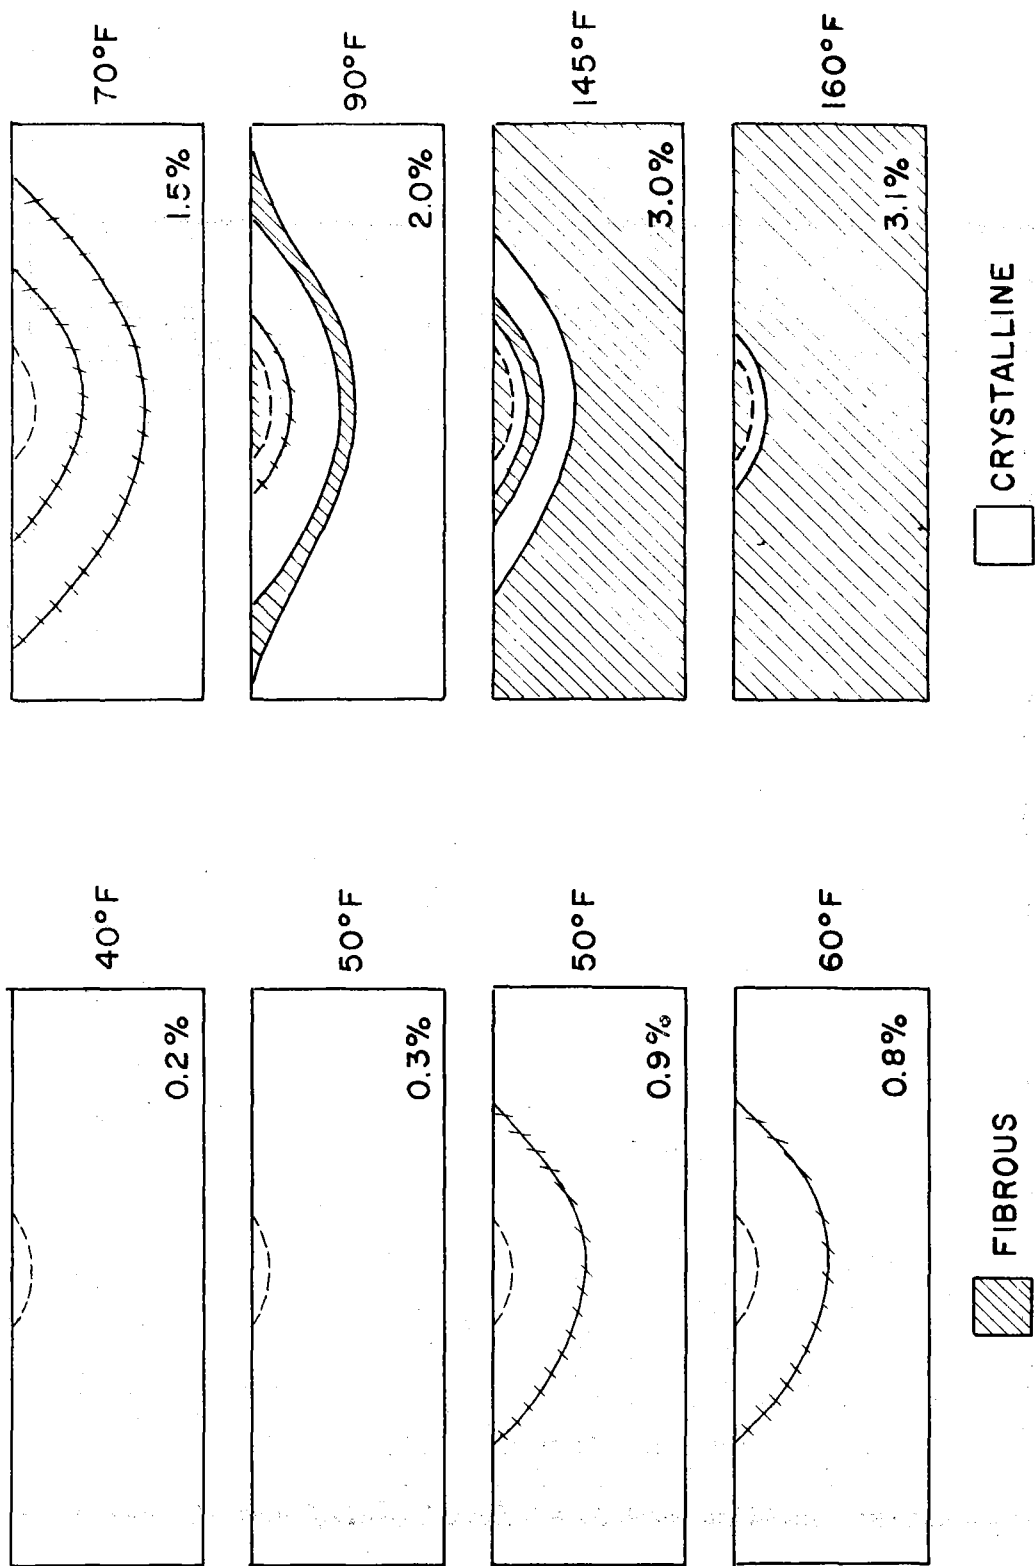 40°F
0.2%
50°F
0.3%
50°F
0.9%
60°F
0.8%
70°F
1.5%
90°F
2.0%
145°F
3.0%
160°F
3.1%
FIBROUS
CRYSTALLINE